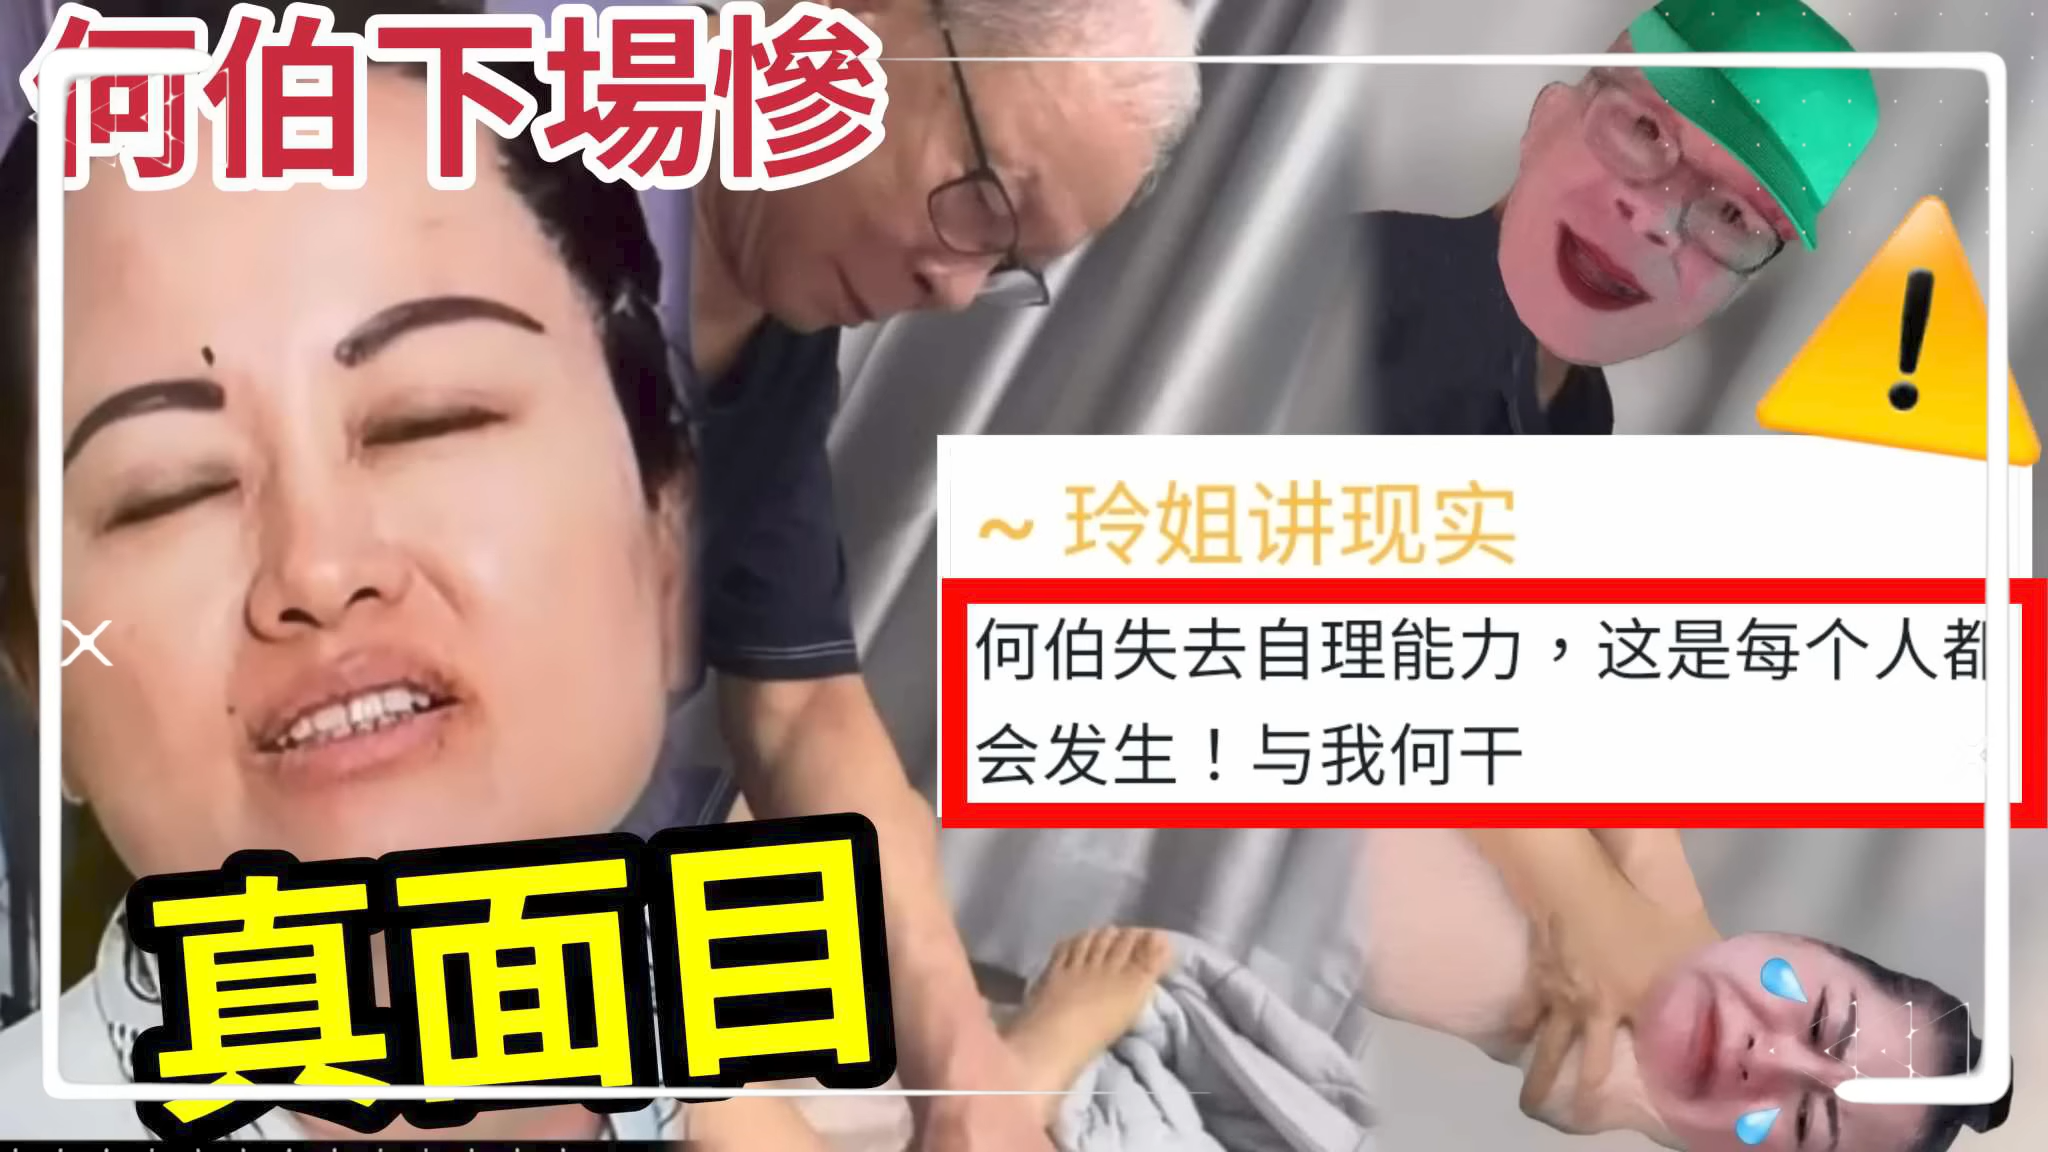 何伯下場慘
~ 玲姐讲现实
何伯失去自理能力，这是每个人都
会发生！与我何干
真面目